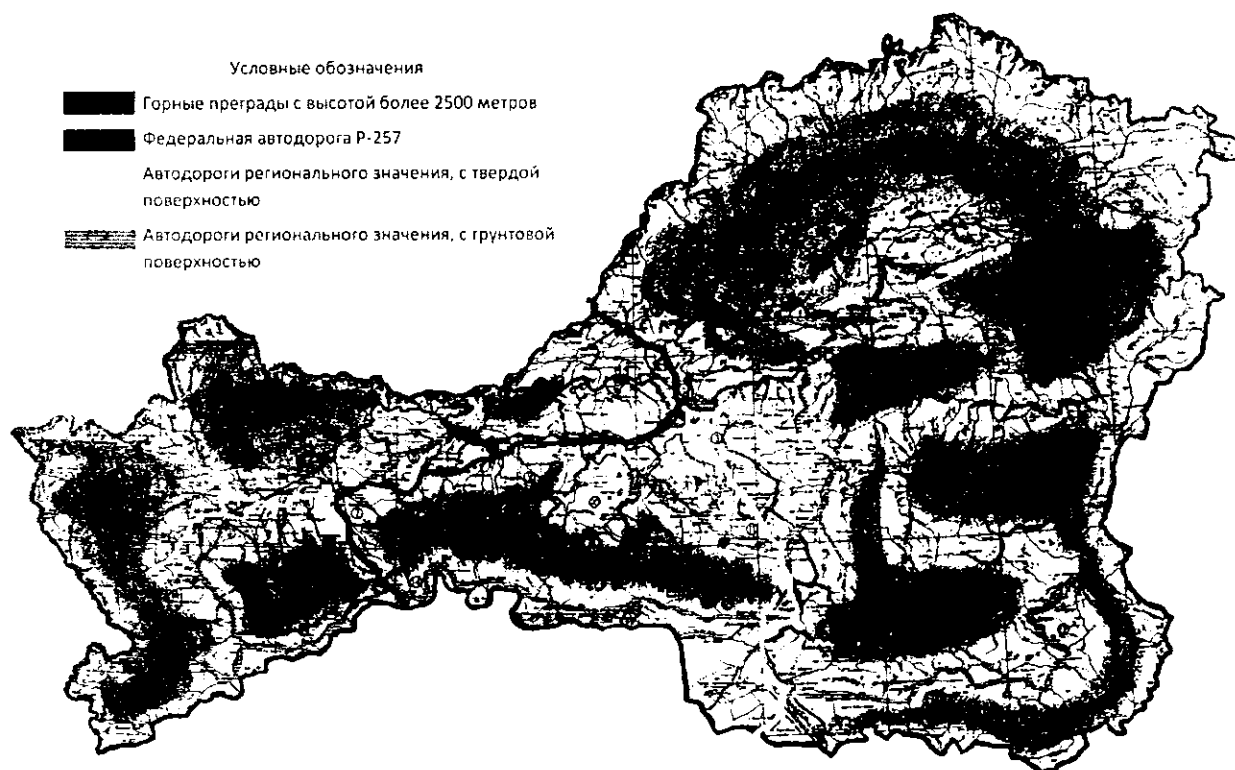 Условные обозначения
Горные преграды с высотой более 2500 метров
Федеральная автодорога Р-257
Автодороги регионального значения, с твердой
поверхностью
Автодороги регионального значения, с грунтовой
поверхностью